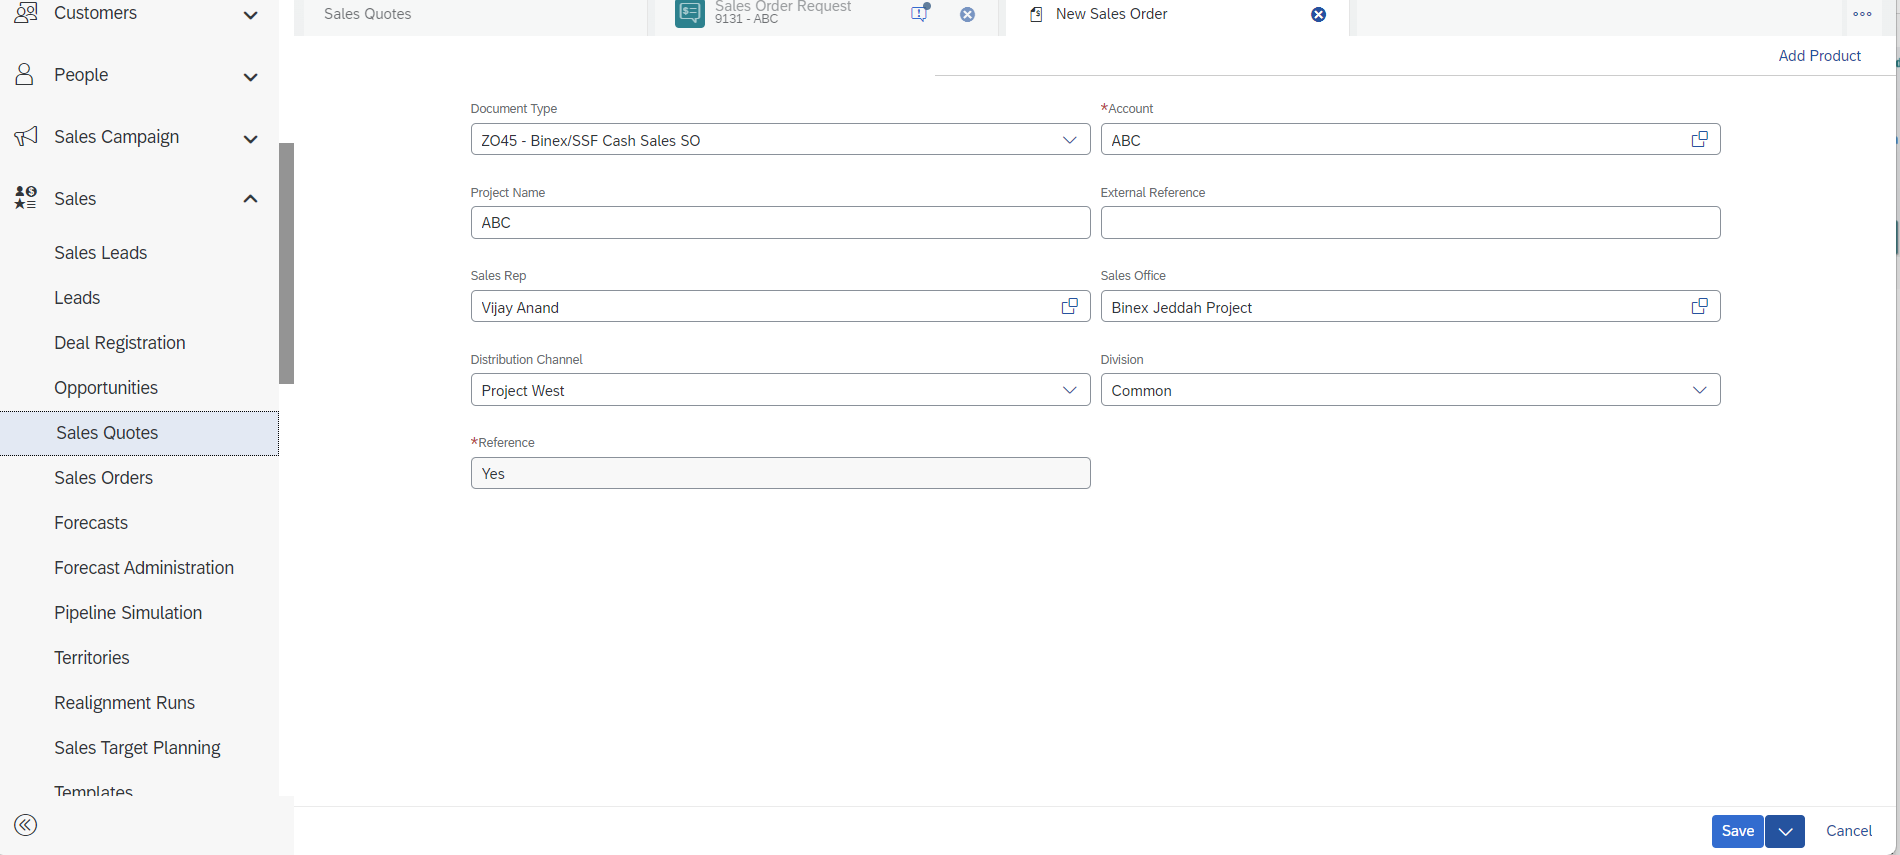 Customers
People
Sales Campaign
Sales
Sales Leads
Leads
Deal Registration
Opportunities
Sales Quotes
Sales Orders
Forecasts
Forecast Administration
Pipeline Simulation
Territories
Realignment Runs
Sales Target Planning
Templates
Sales Quotes
Sales Order Request
9131 - ABC
New Sales Order
Add Product
Document Type
ZO45 - Binex/SSF Cash Sales SO
*Account
ABC
Project Name
ABC
External Reference
Sales Rep
Vijay Anand
Sales Office
Binex Jeddah Project
Distribution Channel
Project West
Division
Common
*Reference
Yes
Save
Cancel